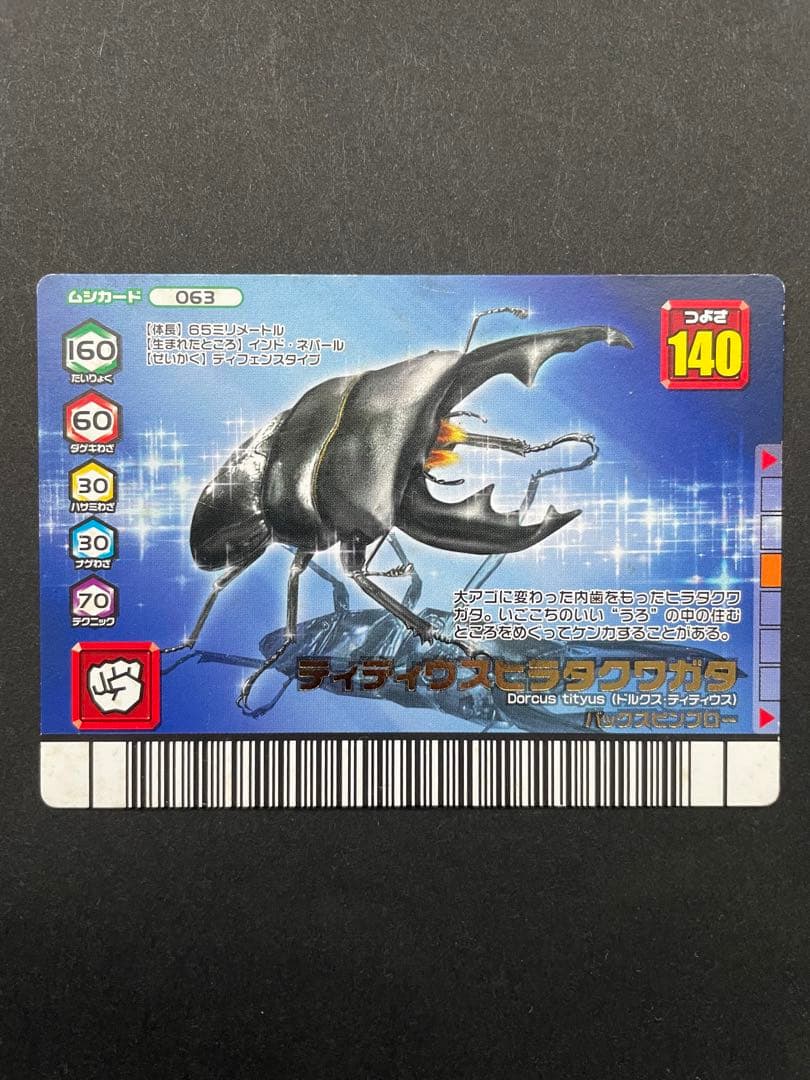 ムシカード 063
【体長】65ミリメートル
【生まれたところ】インド・ネパール
【せいかく】ディフェンスタイプ
つよさ
140
160
たいりょく
60
ダゲキわざ
30
ハサミわざ
30
ナゲわざ
70
テクニック
大アゴに変わった内歯をもったヒラタクワ
ガタ。いごこちのいい“うろ”の中の住む
ところをめぐってケンカすることがある。
ティティウスヒラタクワガタ
Dorcus tityus (ドルクス・ティティウス)
バックスピンブロー